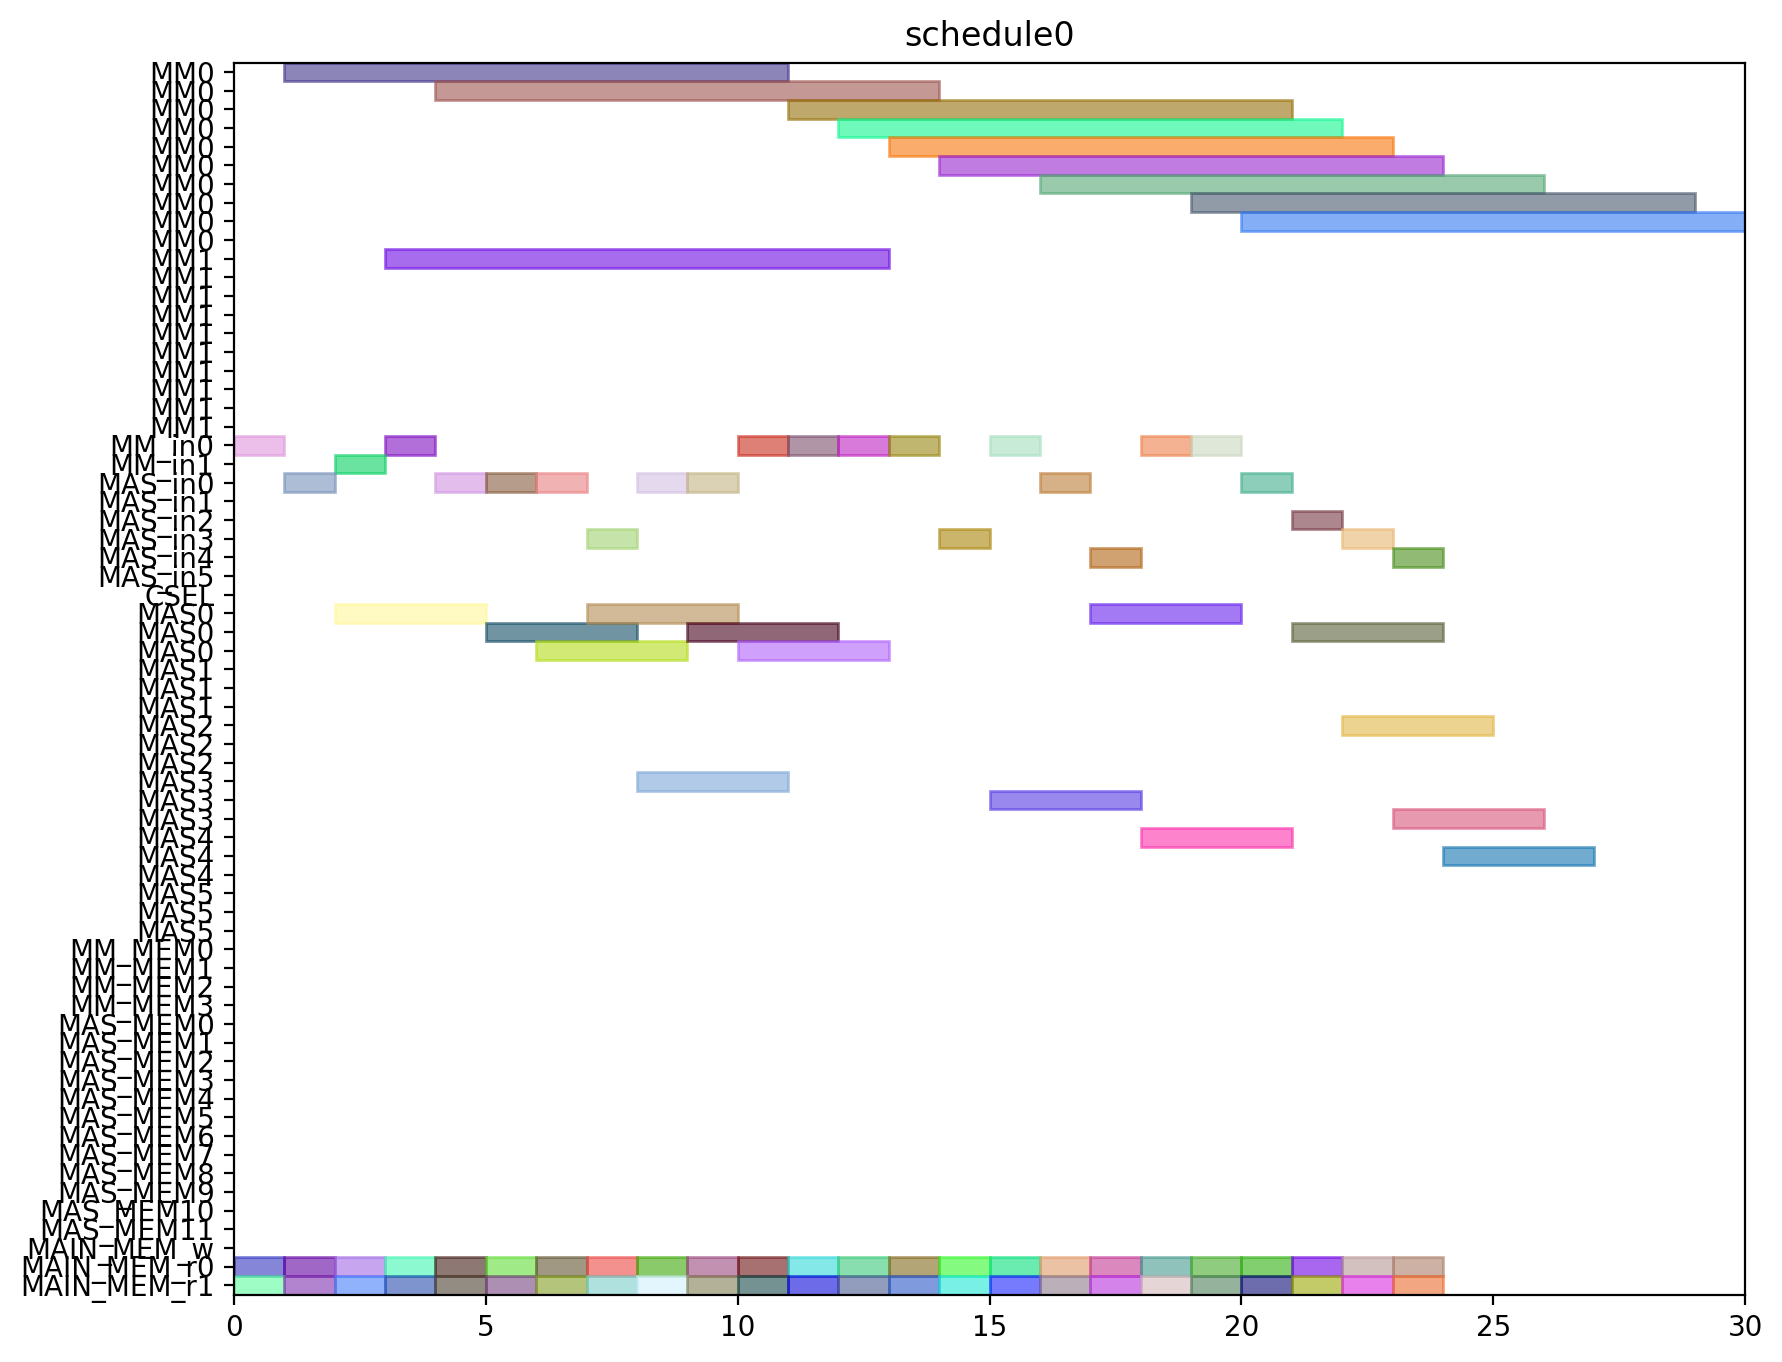 schedule0
MM0
MM0
MM0
MM0
MM0
MM0
MM0
MM0
MM0
MM0
MM1
MM1
MM1
MM1
MM1
MM1
MM1
MM1
MM1
MM1
MM_in0
MM_in1
MAS_in0
MAS_in1
MAS_in2
MAS_in3
MAS_in4
MAS_in5
CSEL
MAS0
MAS0
MAS0
MAS1
MAS1
MAS1
MAS2
MAS2
MAS2
MAS3
MAS3
MAS3
MAS4
MAS4
MAS4
MAS5
MAS5
MAS5
MM_MEM0
MM_MEM1
MM_MEM2
MM_MEM3
MAS_MEM0
MAS_MEM1
MAS_MEM2
MAS_MEM3
MAS_MEM4
MAS_MEM5
MAS_MEM6
MAS_MEM7
MAS_MEM8
MAS_MEM9
MAS_MEM10
MAS_MEM11
MAIN_MEM_w
MAIN_MEM_r0
MAIN_MEM_r1
0 5 10 15 20 25 30